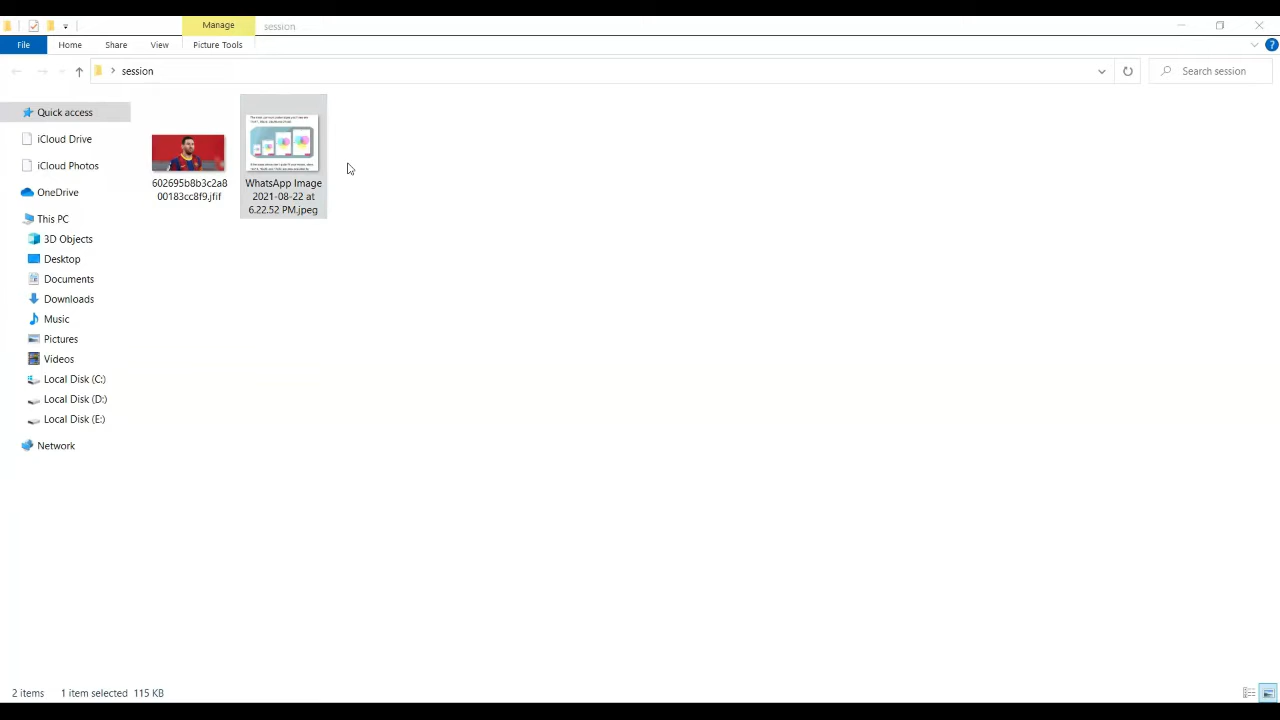 Manage
session
File
Home
Share
View
Picture Tools
session
Search session
Quick access
iCloud Drive
iCloud Photos
OneDrive
This PC
3D Objects
Desktop
Documents
Downloads
Music
Pictures
Videos
Local Disk (C:)
Local Disk (D:)
Local Disk (E:)
Network
602695b8b3c2a8
00183cc8f9.jfif
WhatsApp Image
2021-08-22 at
6.22.52 PM.jpeg
2 items
1 item selected 115 KB